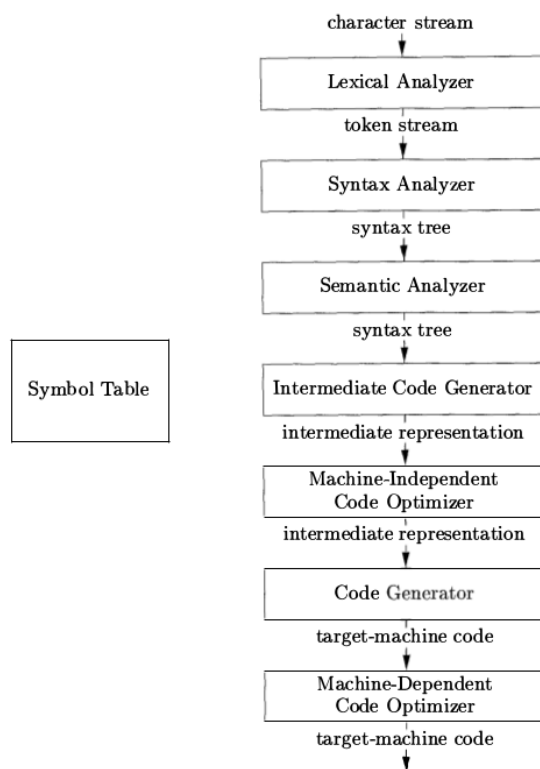 character stream
Lexical Analyzer
token stream
Syntax Analyzer
syntax tree
Semantic Analyzer
syntax tree
Symbol Table
Intermediate Code Generator
intermediate representation
Machine-Independent
Code Optimizer
intermediate representation
Code Generator
target-machine code
Machine-Dependent
Code Optimizer
target-machine code